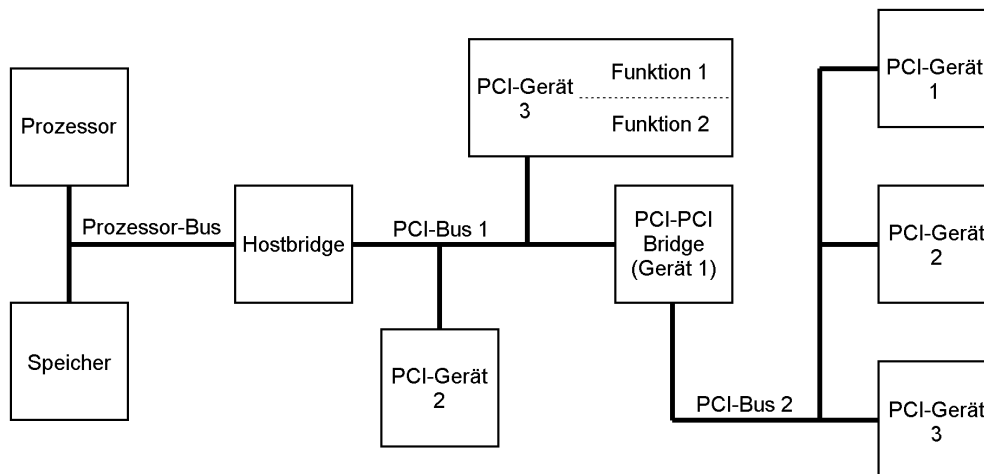 Prozessor
Speicher
Prozessor-Bus
Hostbridge
PCI-Bus 1
PCI-Gerät
2
PCI-Gerät
3
Funktion 1
Funktion 2
PCI-PCI
Bridge
(Gerät 1)
PCI-Bus 2
PCI-Gerät
1
PCI-Gerät
2
PCI-Gerät
3